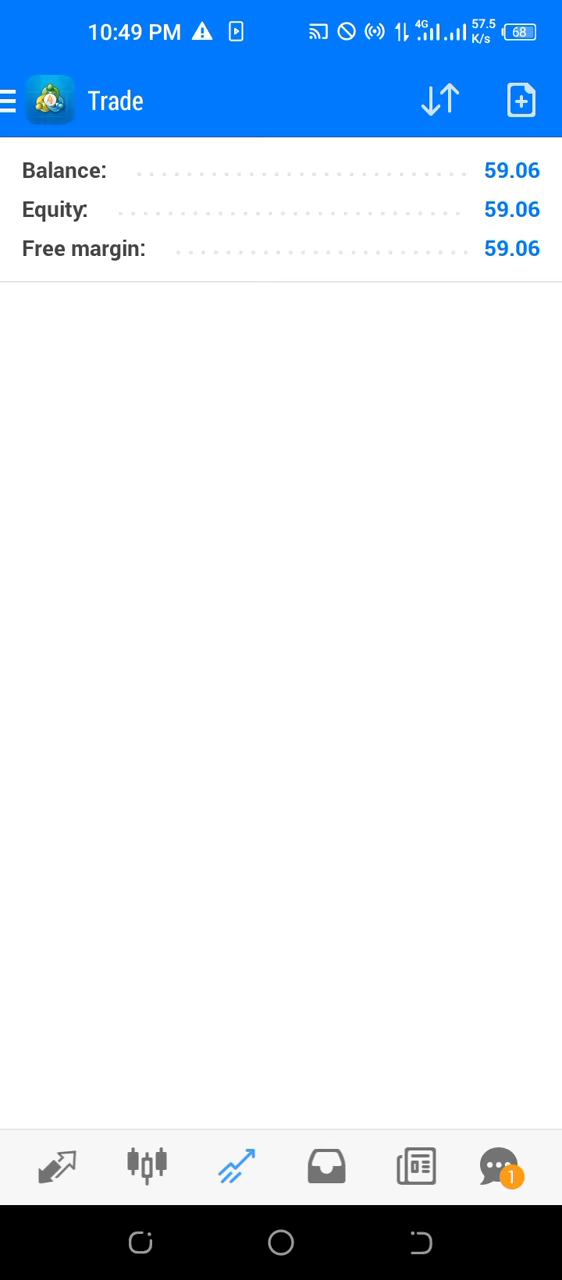 10:49 PM 4G 57.5 K/s 68
4 Trade
Balance: 59.06
Equity: 59.06
Free margin: 59.06
1